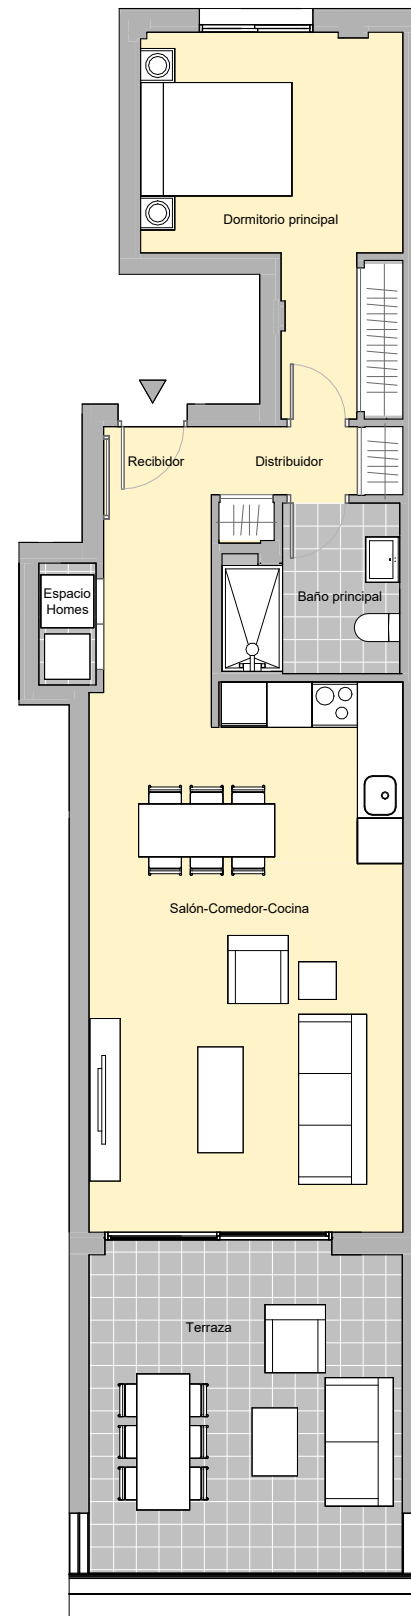 Dormitorio principal
Recibidor
Distribuidor
Espacio
Homes
Baño principal
Salón-Comedor-Cocina
Terraza